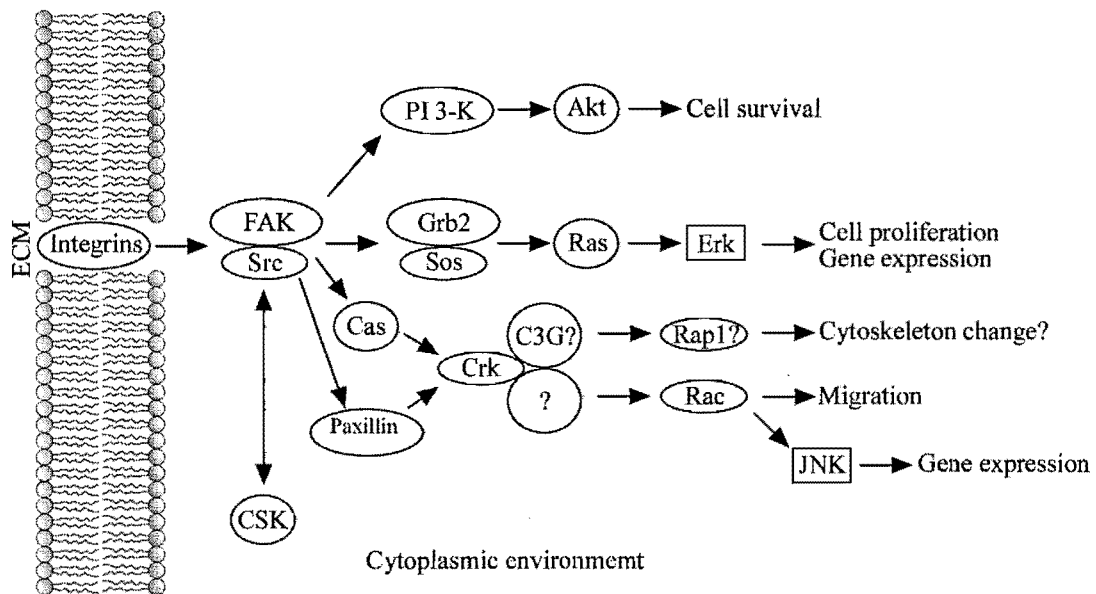 PI 3-K
Akt
Cell survival
ECM
Integrins
FAK
Src
Grb2
Sos
Ras
Erk
Cell proliferation
Gene expression
Cas
Crk
C3G?
?
Rap1?
Cytoskeleton change?
Rac
Migration
Paxillin
JNK
Gene expression
CSK
Cytoplasmic environmemt